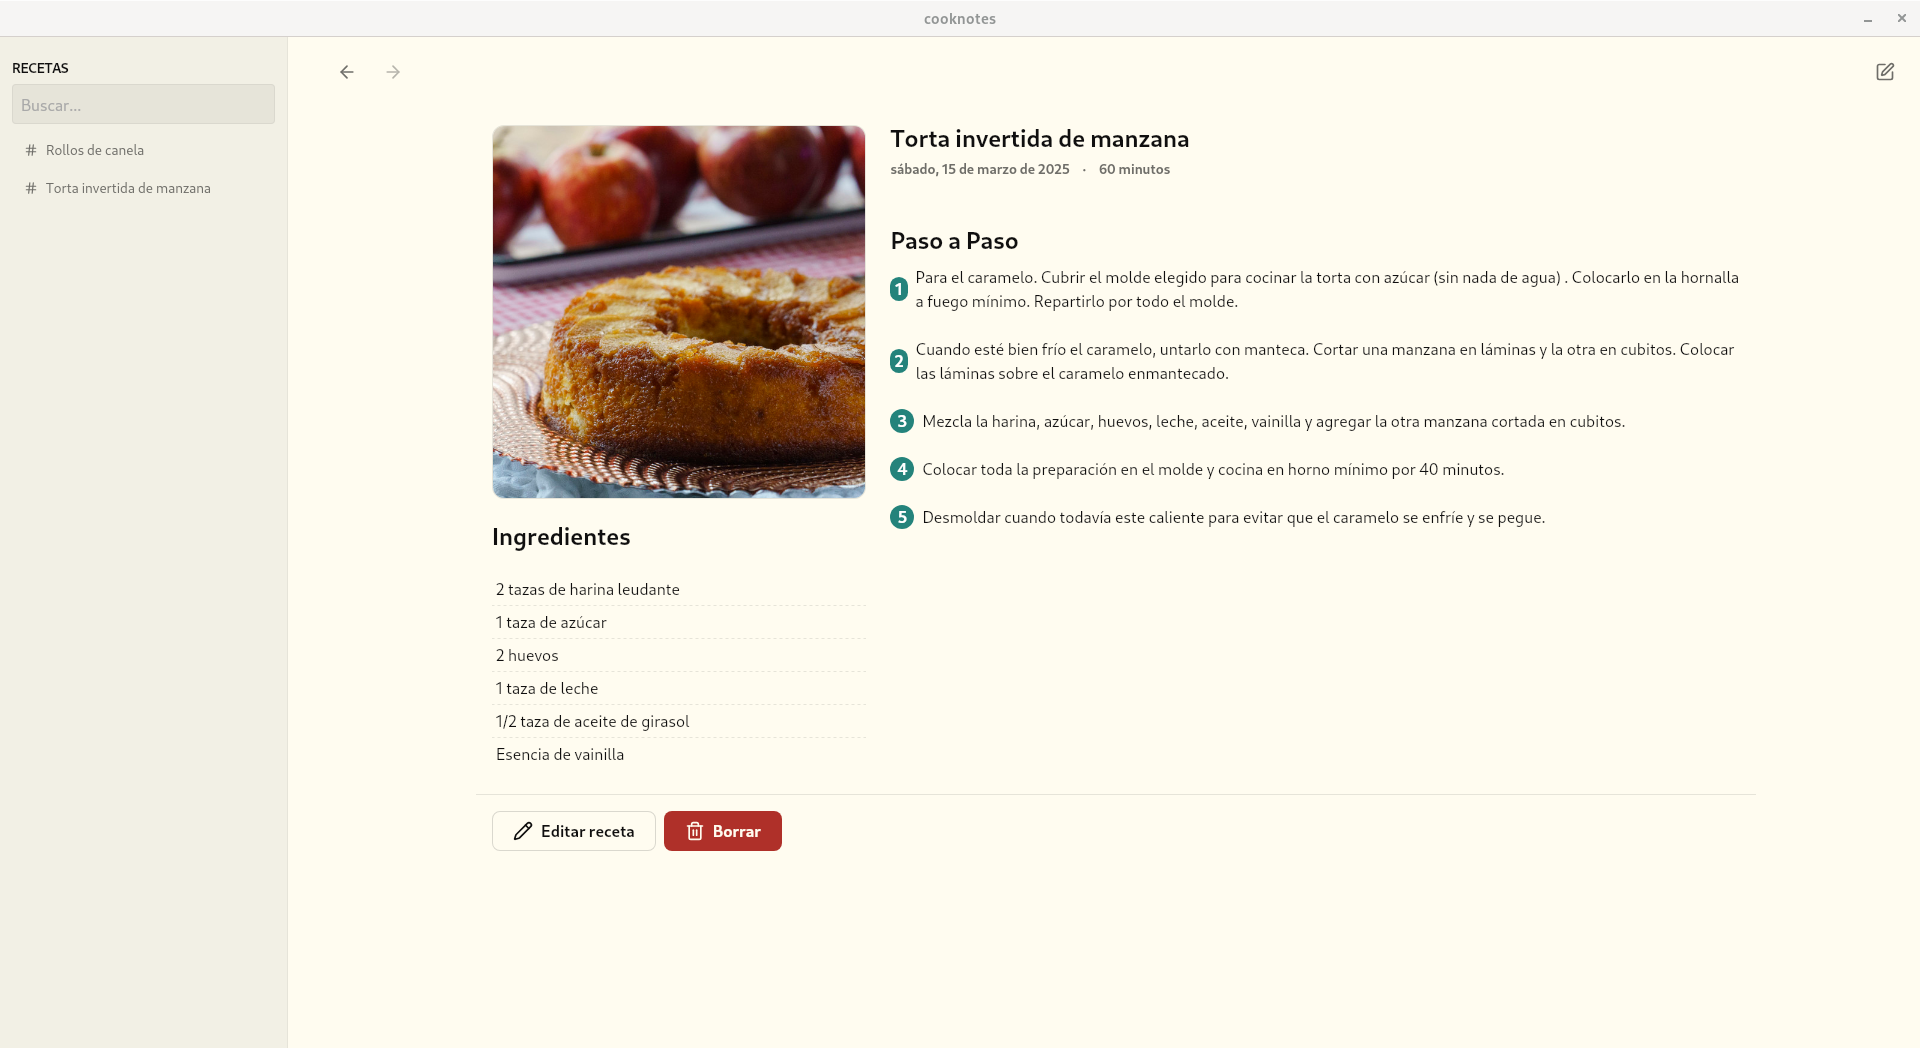 cooknotes
RECETAS
Buscar...
# Rollos de canela
# Torta invertida de manzana
Torta invertida de manzana
sábado, 15 de marzo de 2025 · 60 minutos
Paso a Paso
1 Para el caramelo. Cubrir el molde elegido para cocinar la torta con azúcar (sin nada de agua) . Colocarlo en la hornalla
a fuego mínimo. Repartirlo por todo el molde.
2 Cuando esté bien frío el caramelo, untarlo con manteca. Cortar una manzana en láminas y la otra en cubitos. Colocar
las láminas sobre el caramelo enmantecado.
3 Mezcla la harina, azúcar, huevos, leche, aceite, vainilla y agregar la otra manzana cortada en cubitos.
4 Colocar toda la preparación en el molde y cocina en horno mínimo por 40 minutos.
5 Desmoldar cuando todavía este caliente para evitar que el caramelo se enfríe y se pegue.
Ingredientes
2 tazas de harina leudante
1 taza de azúcar
2 huevos
1 taza de leche
1/2 taza de aceite de girasol
Esencia de vainilla
Editar receta
Borrar